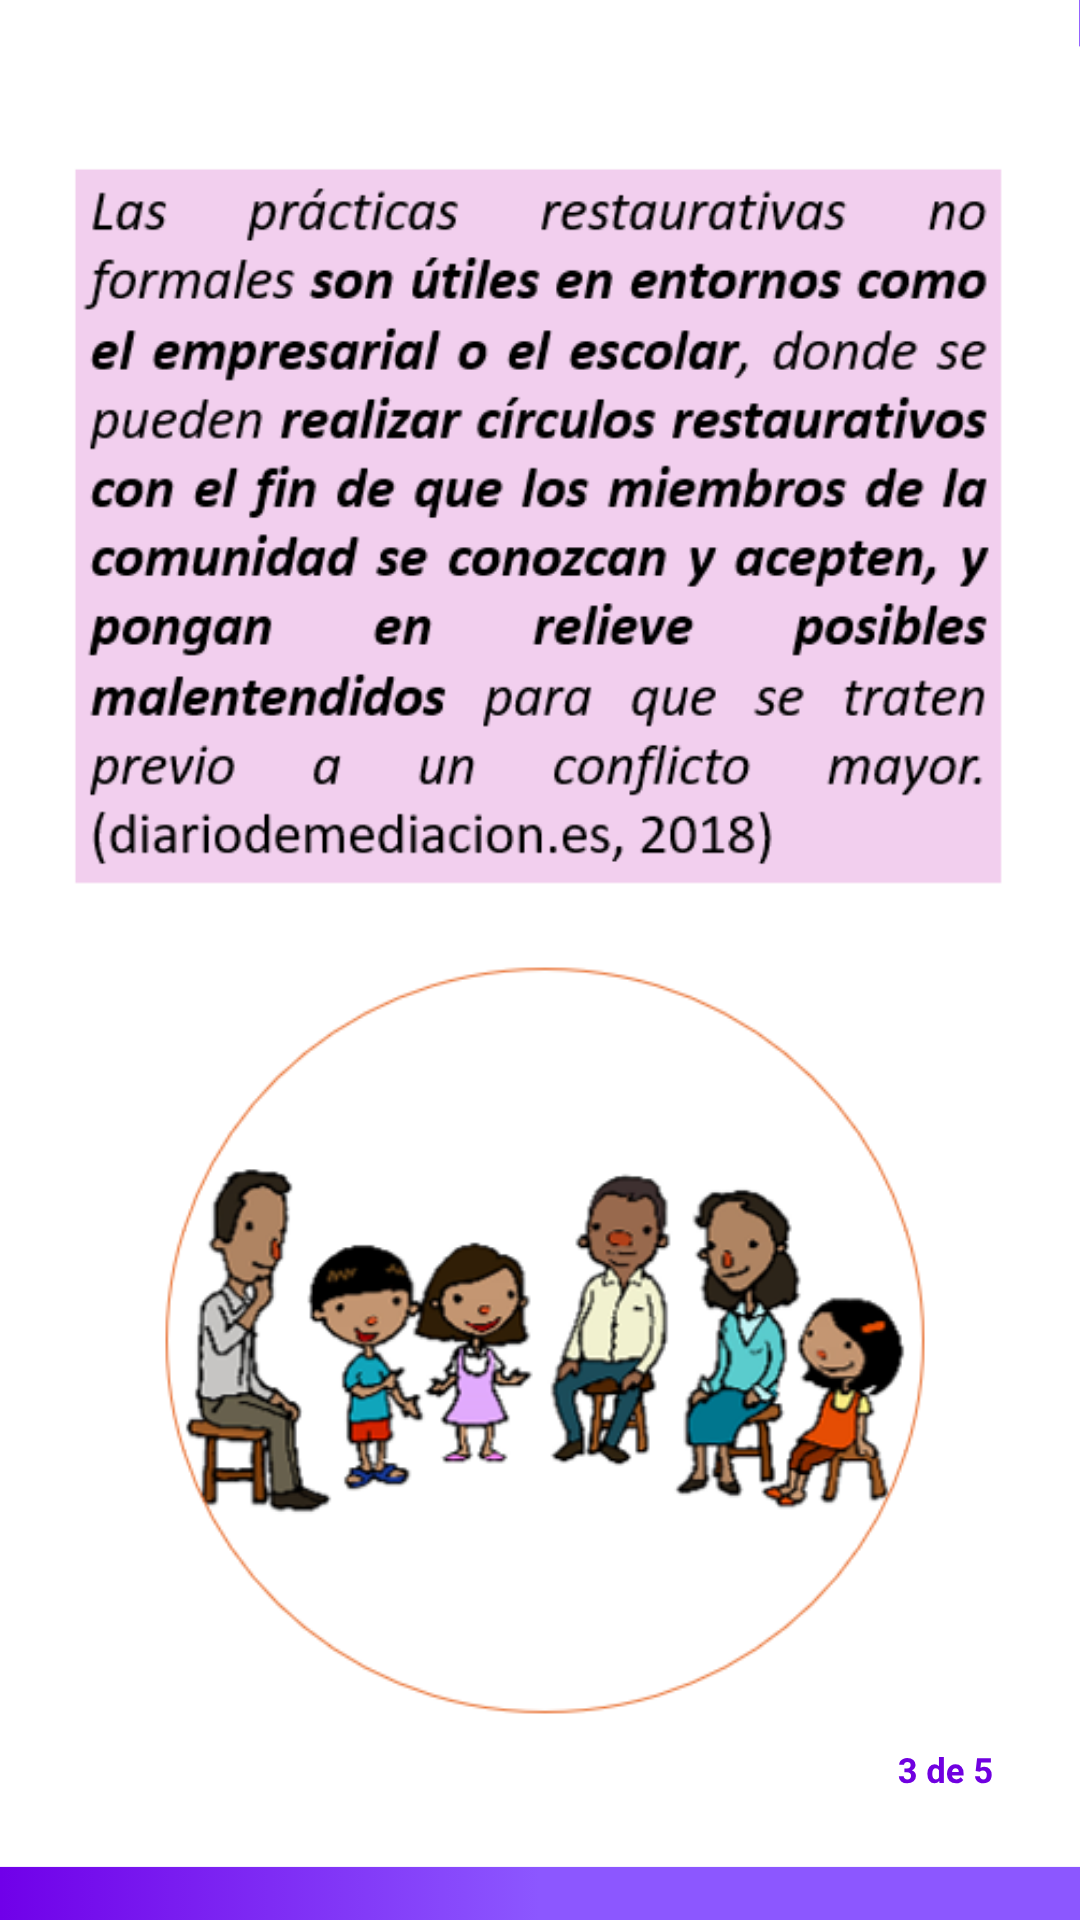 Las prácticas restaurativas no
formales son útiles en entornos como
el empresarial o el escolar, donde se
pueden realizar círculos restaurativos
con el fin de que los miembros de la
comunidad se conozcan y acepten, y
pongan en relieve posibles
malentendidos para que se traten
previo a un conflicto mayor.
(diariodemediacion.es, 2018)
3 de 5